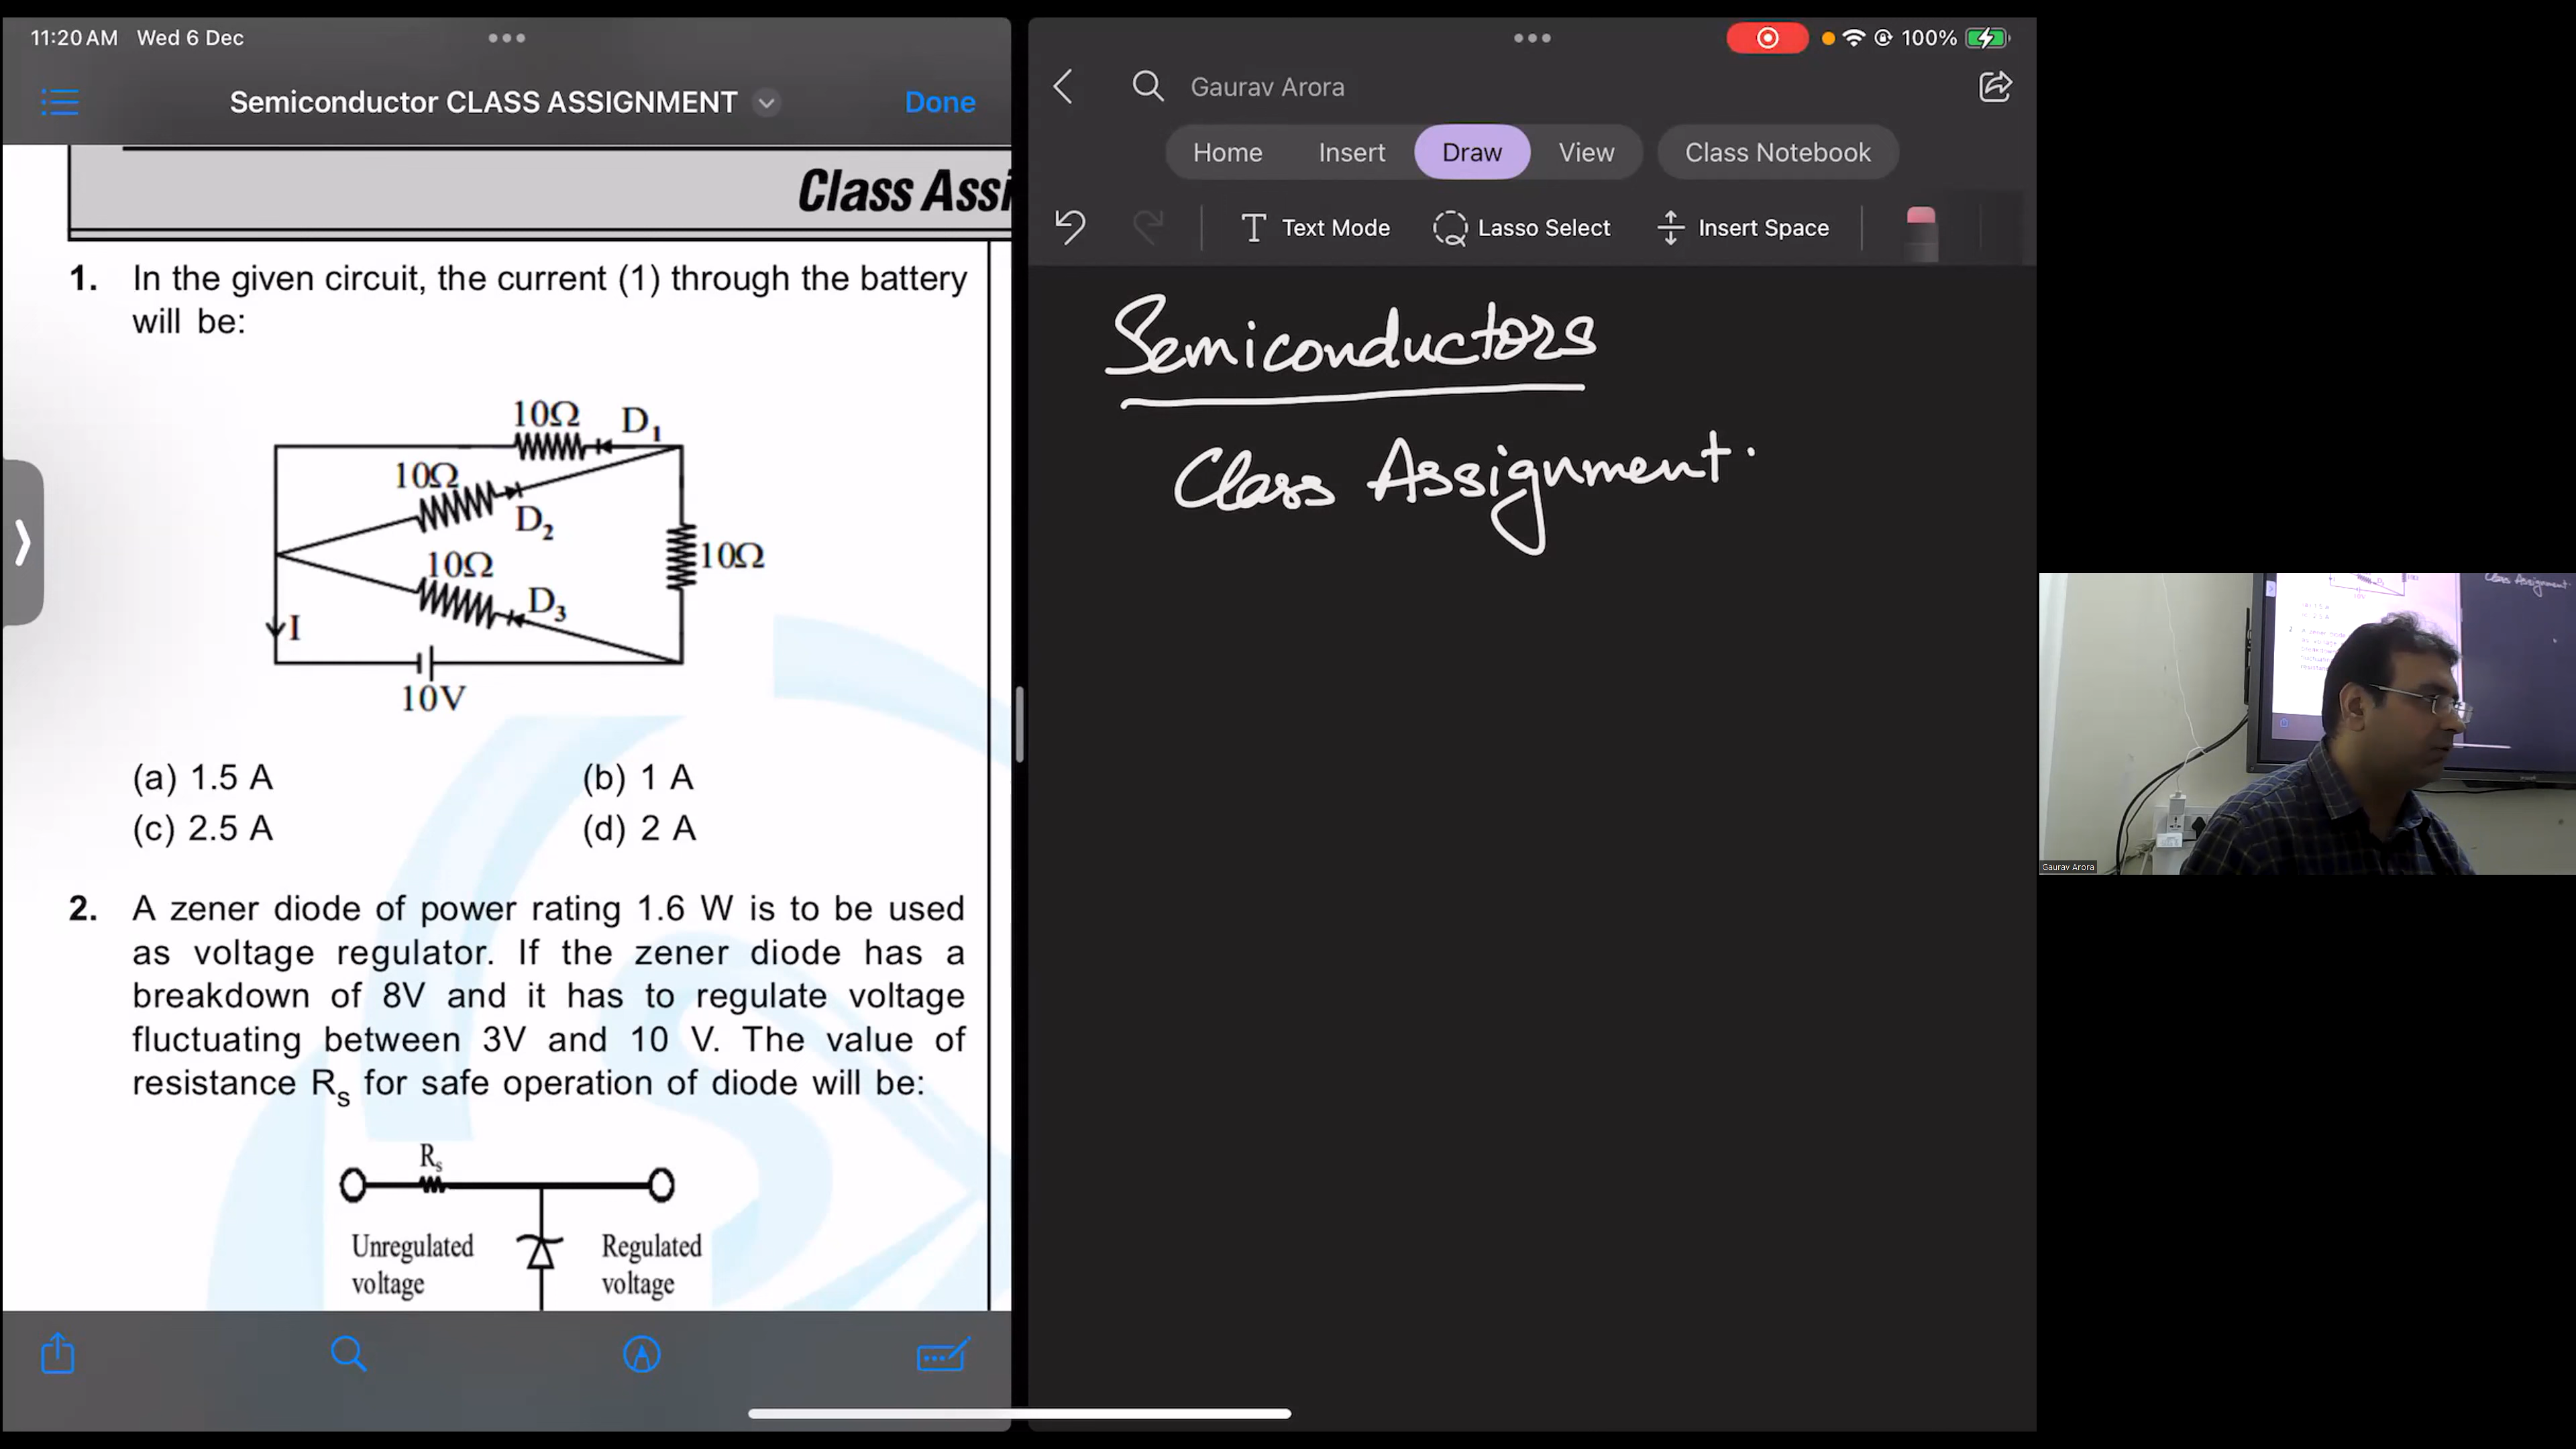 11:20 AM Wed 6 Dec
Semiconductor CLASS ASSIGNMENT
Done
Class Assi
1. In the given circuit, the current (1) through the battery
will be:
10Ω D1
10Ω
D2
10Ω
10Ω
D3
I
10V
(a) 1.5 A (b) 1 A
(c) 2.5 A (d) 2 A
2. A zener diode of power rating 1.6 W is to be used
as voltage regulator. If the zener diode has a
breakdown of 8V and it has to regulate voltage
fluctuating between 3V and 10 V. The value of
resistance Rs for safe operation of diode will be:
Rs
Unregulated
voltage
Regulated
voltage
100%
Gaurav Arora
Home Insert Draw View Class Notebook
Text Mode Lasso Select Insert Space
Semiconductors
Class Assignment.
Class Assignment
Gaurav Arora